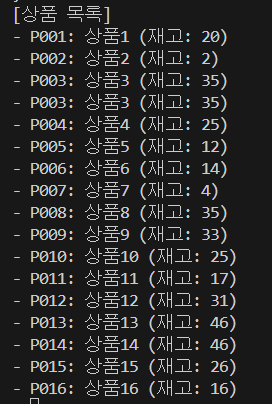 [상품 목록]
- P001: 상품1 (재고: 20)
- P002: 상품2 (재고: 2)
- P003: 상품3 (재고: 35)
- P003: 상품3 (재고: 35)
- P004: 상품4 (재고: 25)
- P005: 상품5 (재고: 12)
- P006: 상품6 (재고: 14)
- P007: 상품7 (재고: 4)
- P008: 상품8 (재고: 35)
- P009: 상품9 (재고: 33)
- P010: 상품10 (재고: 25)
- P011: 상품11 (재고: 17)
- P012: 상품12 (재고: 31)
- P013: 상품13 (재고: 46)
- P014: 상품14 (재고: 46)
- P015: 상품15 (재고: 26)
- P016: 상품16 (재고: 16)